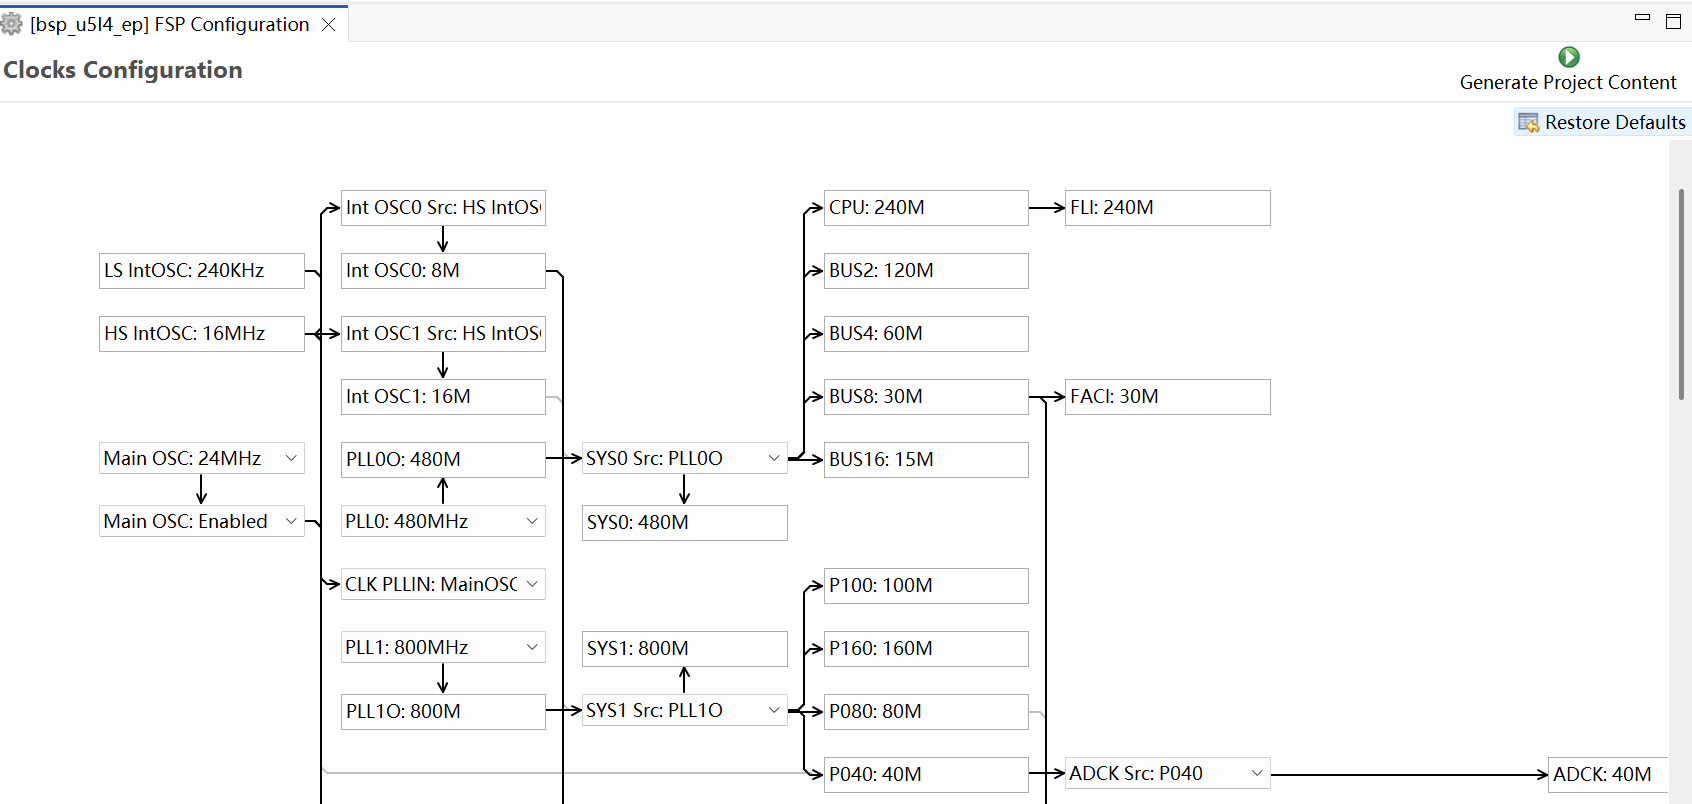 [bsp_u5l4_ep] FSP Configuration
Clocks Configuration
Generate Project Content
Restore Defaults
Int OSC0 Src: HS IntOS
CPU: 240M
FLI: 240M
LS IntOSC: 240KHz
Int OSC0: 8M
BUS2: 120M
HS IntOSC: 16MHz
Int OSC1 Src: HS IntOS
BUS4: 60M
Int OSC1: 16M
BUS8: 30M
FACI: 30M
Main OSC: 24MHz
PLL0O: 480M
SYS0 Src: PLL0O
BUS16: 15M
Main OSC: Enabled
PLL0: 480MHz
SYS0: 480M
CLK PLLIN: MainOSC
P100: 100M
PLL1: 800MHz
SYS1: 800M
P160: 160M
PLL1O: 800M
SYS1 Src: PLL1O
P080: 80M
P040: 40M
ADCK Src: P040
ADCK: 40M